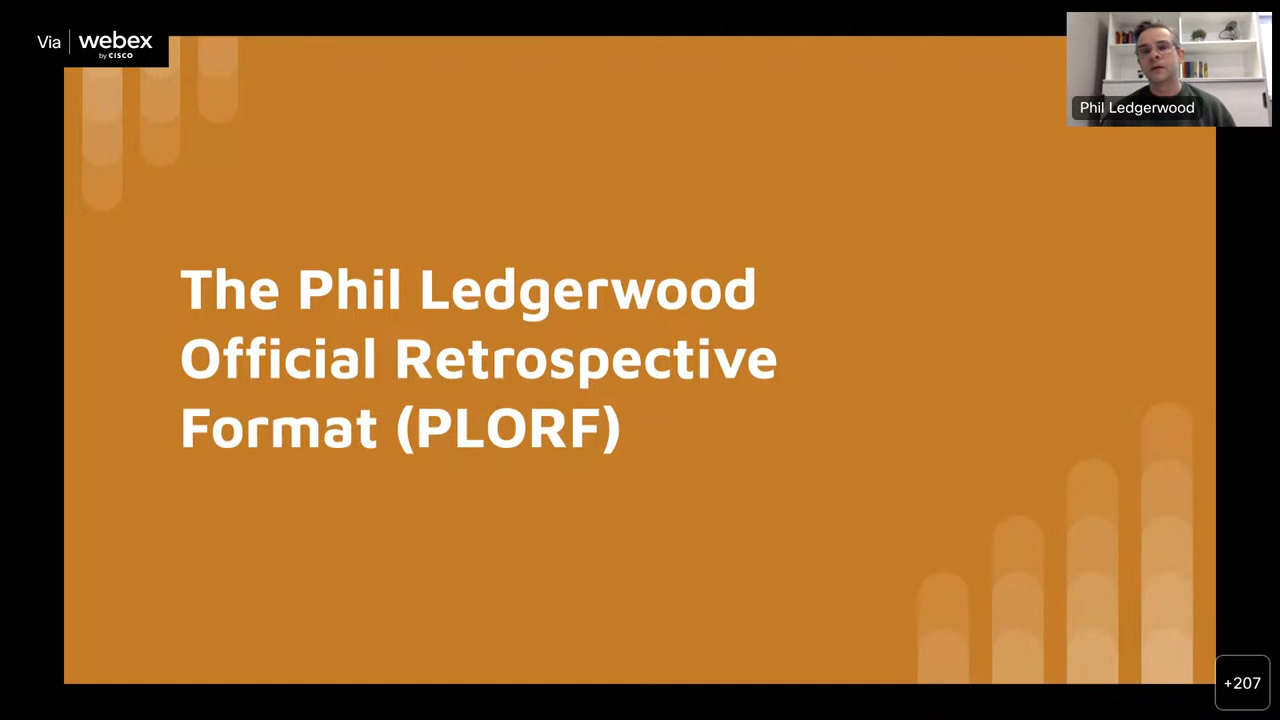 Via webex
by CISCO
Phil Ledgerwood
The Phil Ledgerwood
Official Retrospective
Format (PLORF)
+207